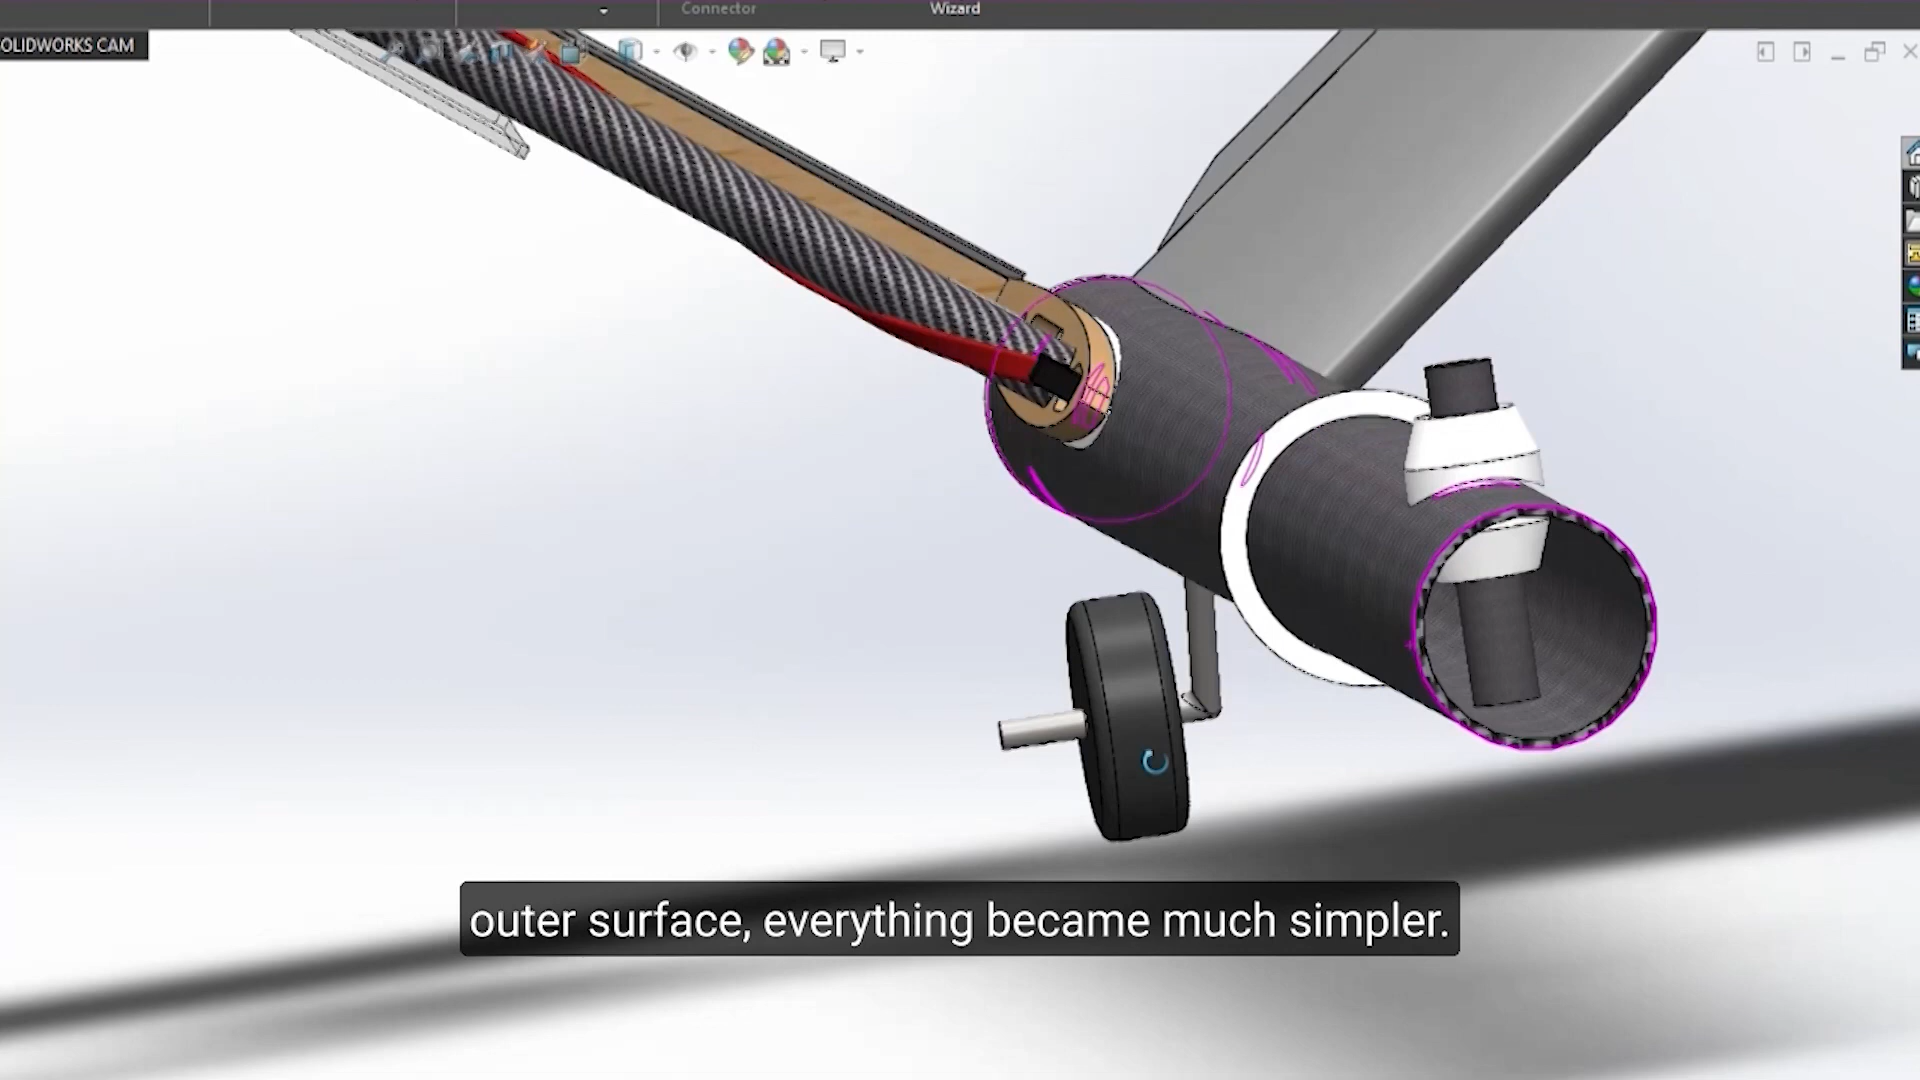 Connector
Wizard
OLIDWORKS CAM
outer surface, everything became much simpler.